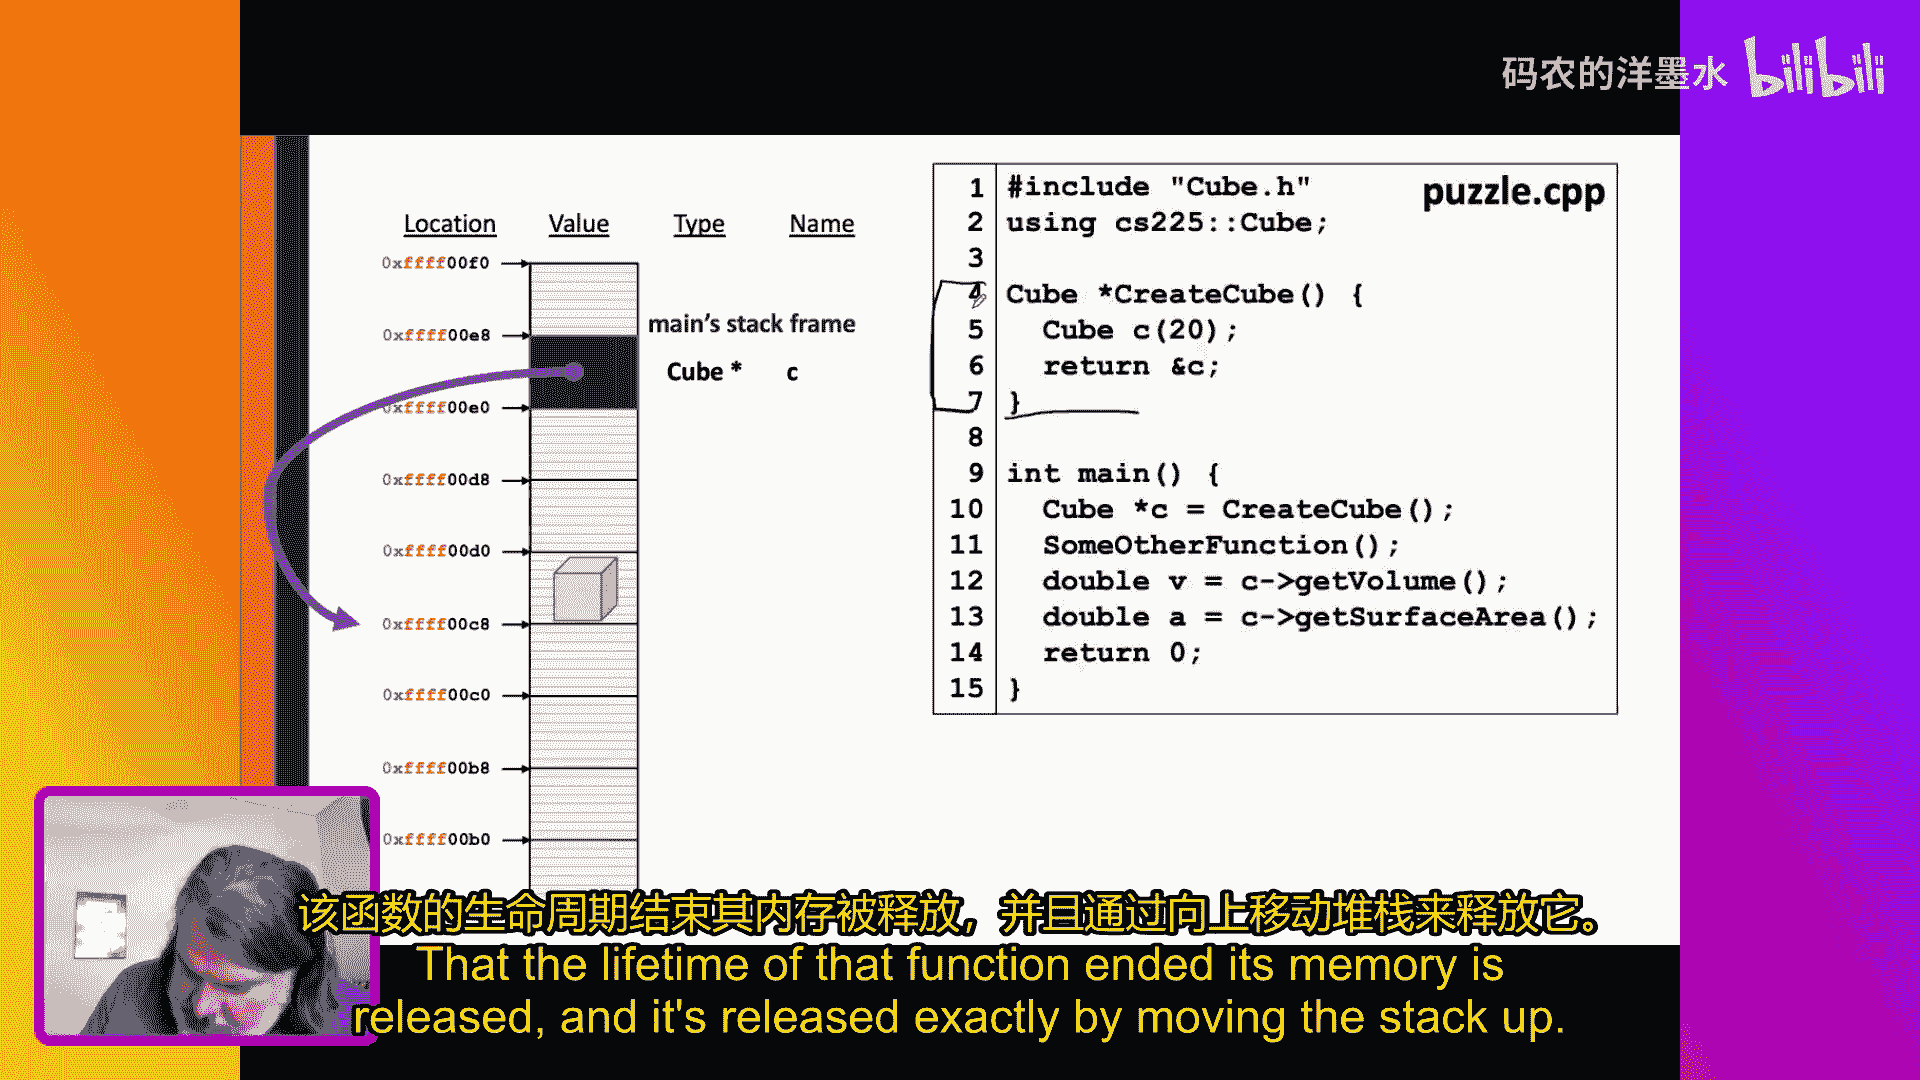 码农的洋墨水 bilibili
Location Value Type Name
0xffff00f0
main's stack frame
0xffff00e8
Cube * c
0xffff00e0
0xffff00d8
0xffff00d0
0xffff00c8
0xffff00c0
0xffff00b8
0xffff00b0
puzzle.cpp
1 #include "Cube.h"
2 using cs225::Cube;
3
4 Cube *CreateCube() {
5 Cube c(20);
6 return &c;
7 }
8
9 int main() {
10 Cube *c = CreateCube();
11 SomeOtherFunction();
12 double v = c->getVolume();
13 double a = c->getSurfaceArea();
14 return 0;
15 }
该函数的生命周期结束其内存被释放，并且通过向上移动堆栈来释放它。
That the lifetime of that function ended its memory is
released, and it's released exactly by moving the stack up.